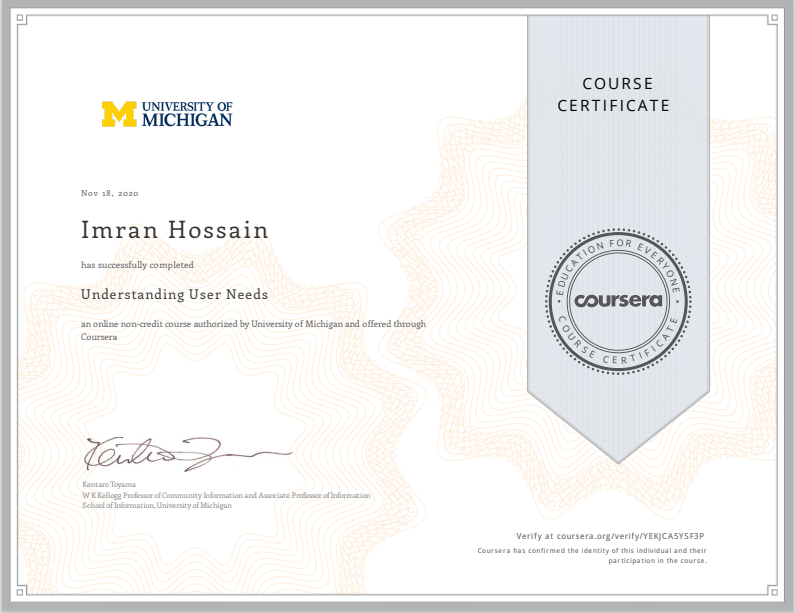 UNIVERSITY OF
MICHIGAN
COURSE
CERTIFICATE
Nov 18, 2020
Imran Hossain
has successfully completed
Understanding User Needs
an online non-credit course authorized by University of Michigan and offered through
Coursera
EDUCATION FOR EVERYONE
coursera
COURSE CERTIFICATE
Kentaro Toyama
W K Kellogg Professor of Community Information and Associate Professor of Information
School of Information, University of Michigan
Verify at coursera.org/verify/YEKJCA5YSF3P
Coursera has confirmed the identity of this individual and their
participation in the course.